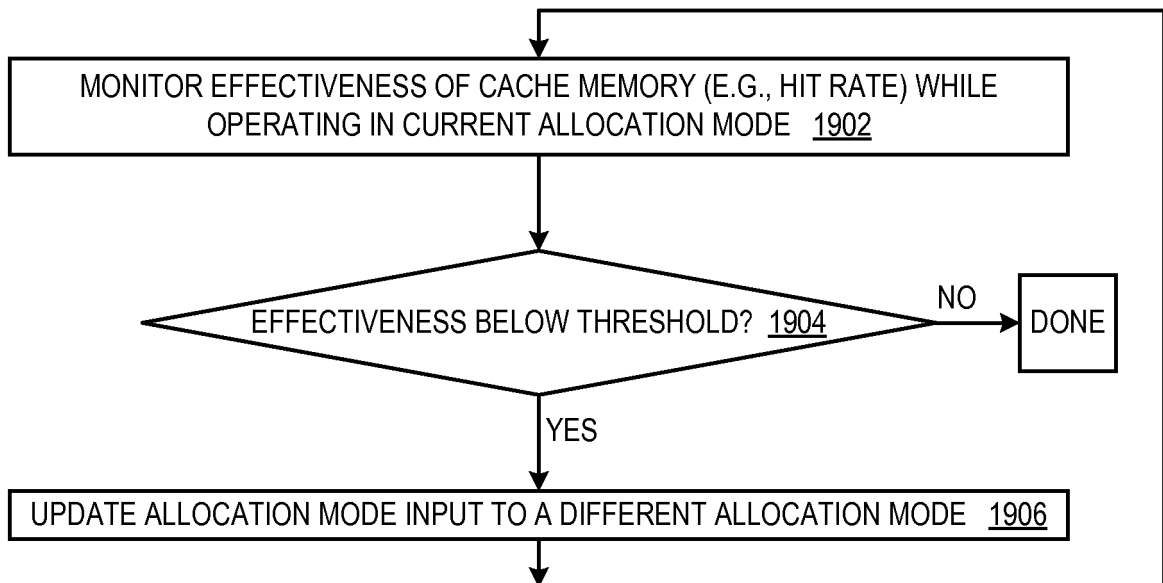 MONITOR EFFECTIVENESS OF CACHE MEMORY (E.G., HIT RATE) WHILE
OPERATING IN CURRENT ALLOCATION MODE 1902
EFFECTIVENESS BELOW THRESHOLD? 1904
NO
DONE
YES
UPDATE ALLOCATION MODE INPUT TO A DIFFERENT ALLOCATION MODE 1906